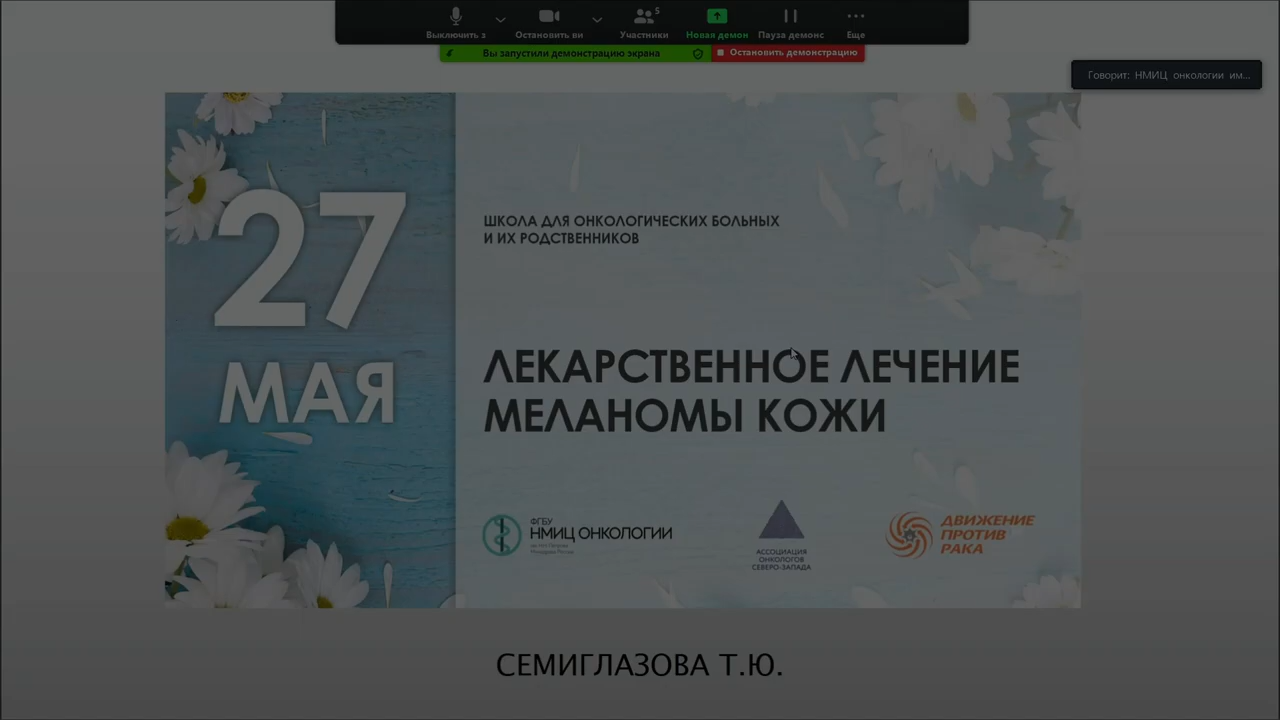 5
Выключить з
Остановить ви
Участники
Новая демон
Пауза демонс
Еще
Вы запустили демонстрацию экрана
Остановить демонстрацию
Говорит: НМИЦ онкологии им...
27
МАЯ
ШКОЛА ДЛЯ ОНКОЛОГИЧЕСКИХ БОЛЬНЫХ
И ИХ РОДСТВЕННИКОВ
ЛЕКАРСТВЕННОЕ ЛЕЧЕНИЕ
МЕЛАНОМЫ КОЖИ
ФГБУ
НМИЦ ОНКОЛОГИИ
АССОЦИАЦИЯ
ОНКОЛОГОВ
СЕВЕРО-ЗАПАДА
ДВИЖЕНИЕ
ПРОТИВ
РАКА
СЕМИГЛАЗОВА Т.Ю.